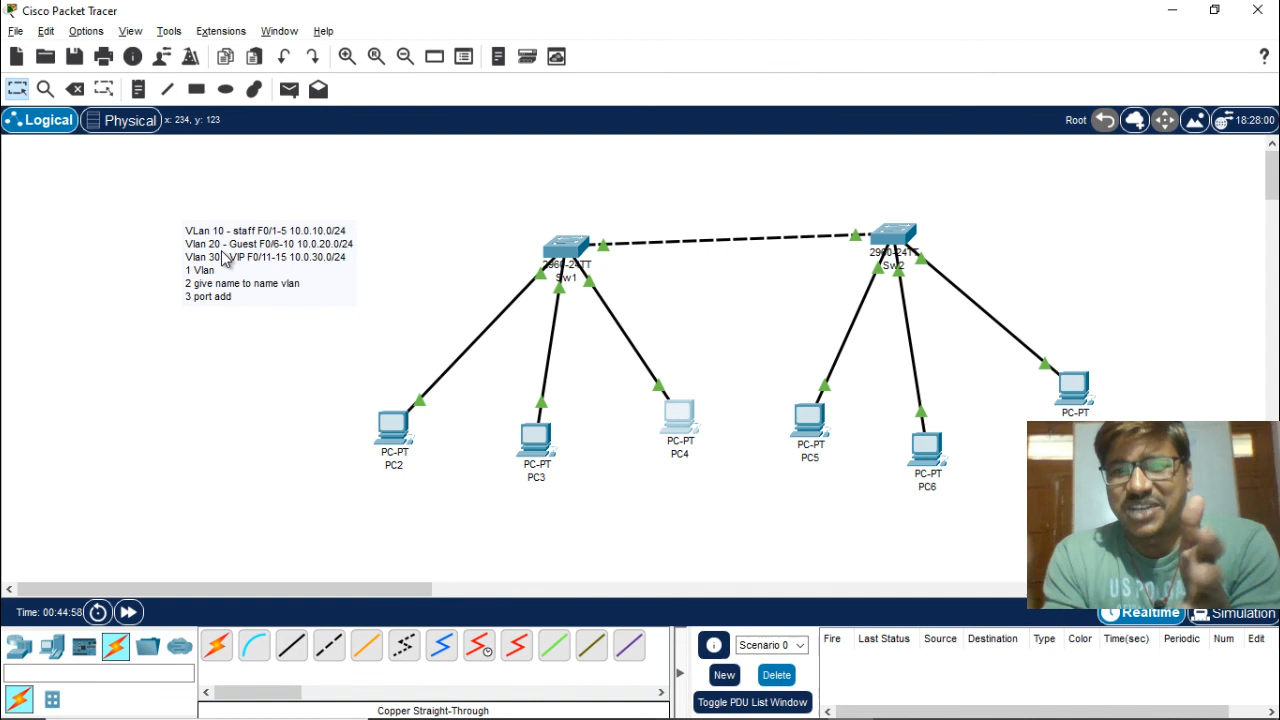 Cisco Packet Tracer
File Edit Options View Tools Extensions Window Help
Logical Physical x: 234, y: 123 Root 18:28:00
VLan 10 - staff F0/1-5 10.0.10.0/24
Vlan 20 - Guest F0/6-10 10.0.20.0/24
Vlan 30 VIP F0/11-15 10.0.30.0/24
1 Vlan
2 give name to name vlan
3 port add
2960-24TT
Sw1
2960-24TT
Sw2
PC-PT
PC2
PC-PT
PC3
PC-PT
PC4
PC-PT
PC5
PC-PT
PC6
PC-PT
Time: 00:44:58 Realtime Simulation
Scenario 0
New Delete
Toggle PDU List Window
Fire Last Status Source Destination Type Color Time(sec) Periodic Num Edit
Copper Straight-Through